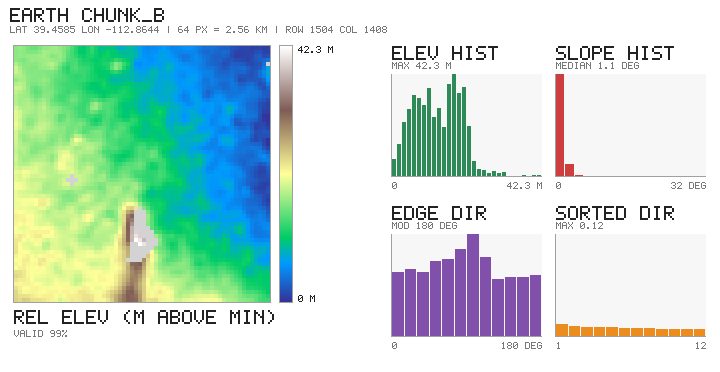 EARTH CHUNK_B
LAT 39.4585 LON -112.8644 | 64 PX = 2.56 KM | ROW 1504 COL 1408
42.3 M
0 M
REL ELEV (M ABOVE MIN)
VALID 99%
ELEV HIST
MAX 42.3 M
0 42.3 M
SLOPE HIST
MEDIAN 1.1 DEG
0 32 DEG
EDGE DIR
MOD 180 DEG
0 180 DEG
SORTED DIR
MAX 0.12
1 12